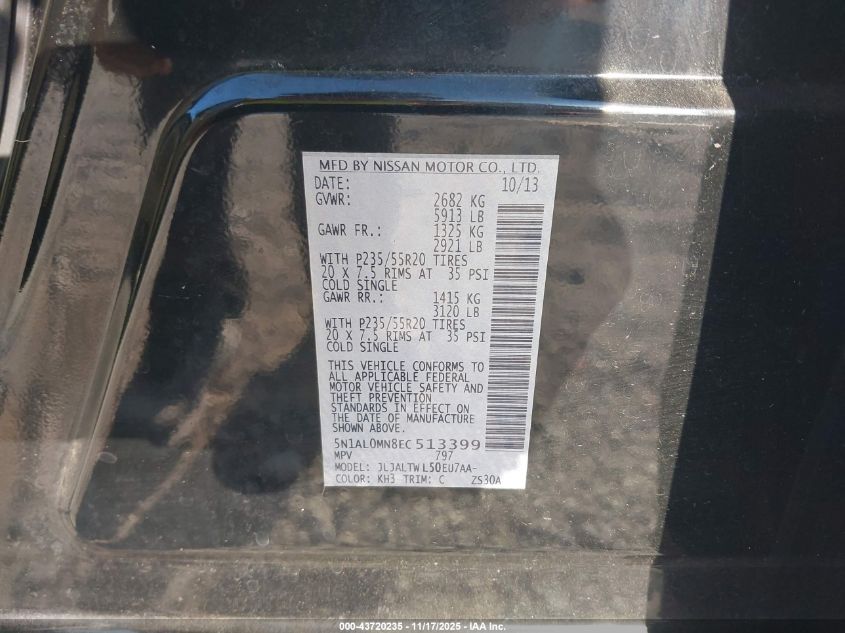 MFD BY NISSAN MOTOR CO., LTD.
DATE: 10/13
GVWR: 2682 KG
5913 LB
GAWR FR.: 1325 KG
2921 LB
WITH P235/55R20 TIRES
20 X 7.5 RIMS AT 35 PSI
COLD SINGLE
GAWR RR.: 1415 KG
3120 LB
WITH P235/55R20 TIRES
20 X 7.5 RIMS AT 35 PSI
COLD SINGLE
THIS VEHICLE CONFORMS TO
ALL APPLICABLE FEDERAL
MOTOR VEHICLE SAFETY AND
THEFT PREVENTION
STANDARDS IN EFFECT ON
THE DATE OF MANUFACTURE
SHOWN ABOVE.
5N1AL0MN8EC513399
MPV 797
MODEL: JLJALTWL50EU7AA-
COLOR: KH3 TRIM: C ZS30A
000-43720235 - 11/17/2025 - IAA Inc.